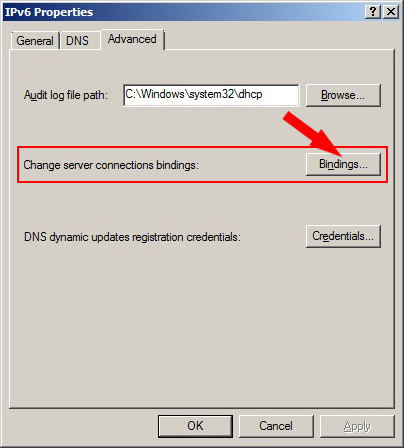 IPv6 Properties
General DNS Advanced
Audit log file path: C:\Windows\system32\dhcp Browse...
Change server connections bindings: Bindings...
DNS dynamic updates registration credentials: Credentials...
OK Cancel Apply